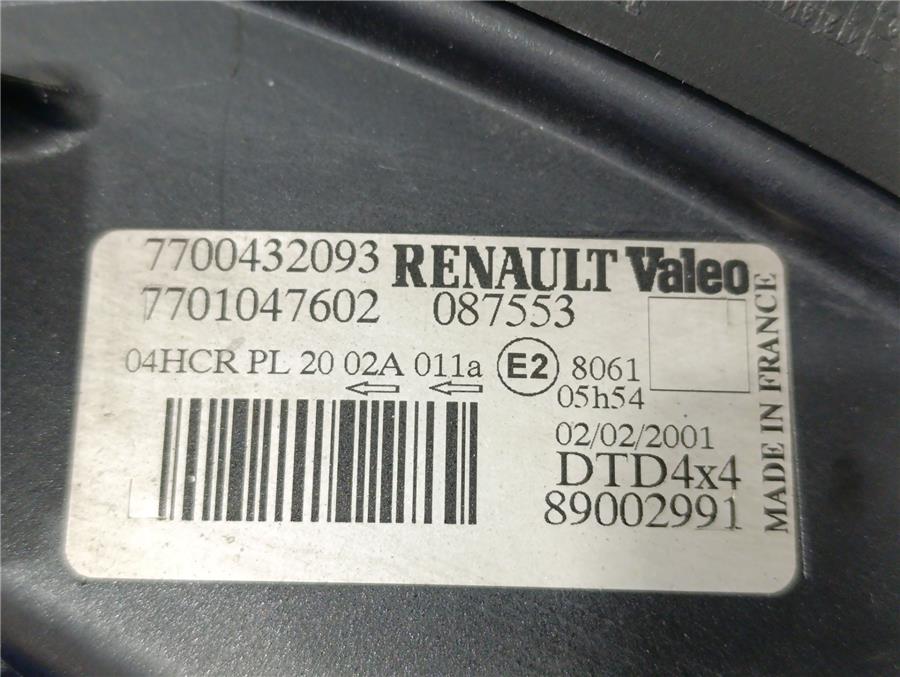 7700432093 RENAULT Valeo
7701047602 087553
04HCR PL 20 02A 011a E2 8061
05h54
02/02/2001
DTD4x4
89002991
MADE IN FRANCE